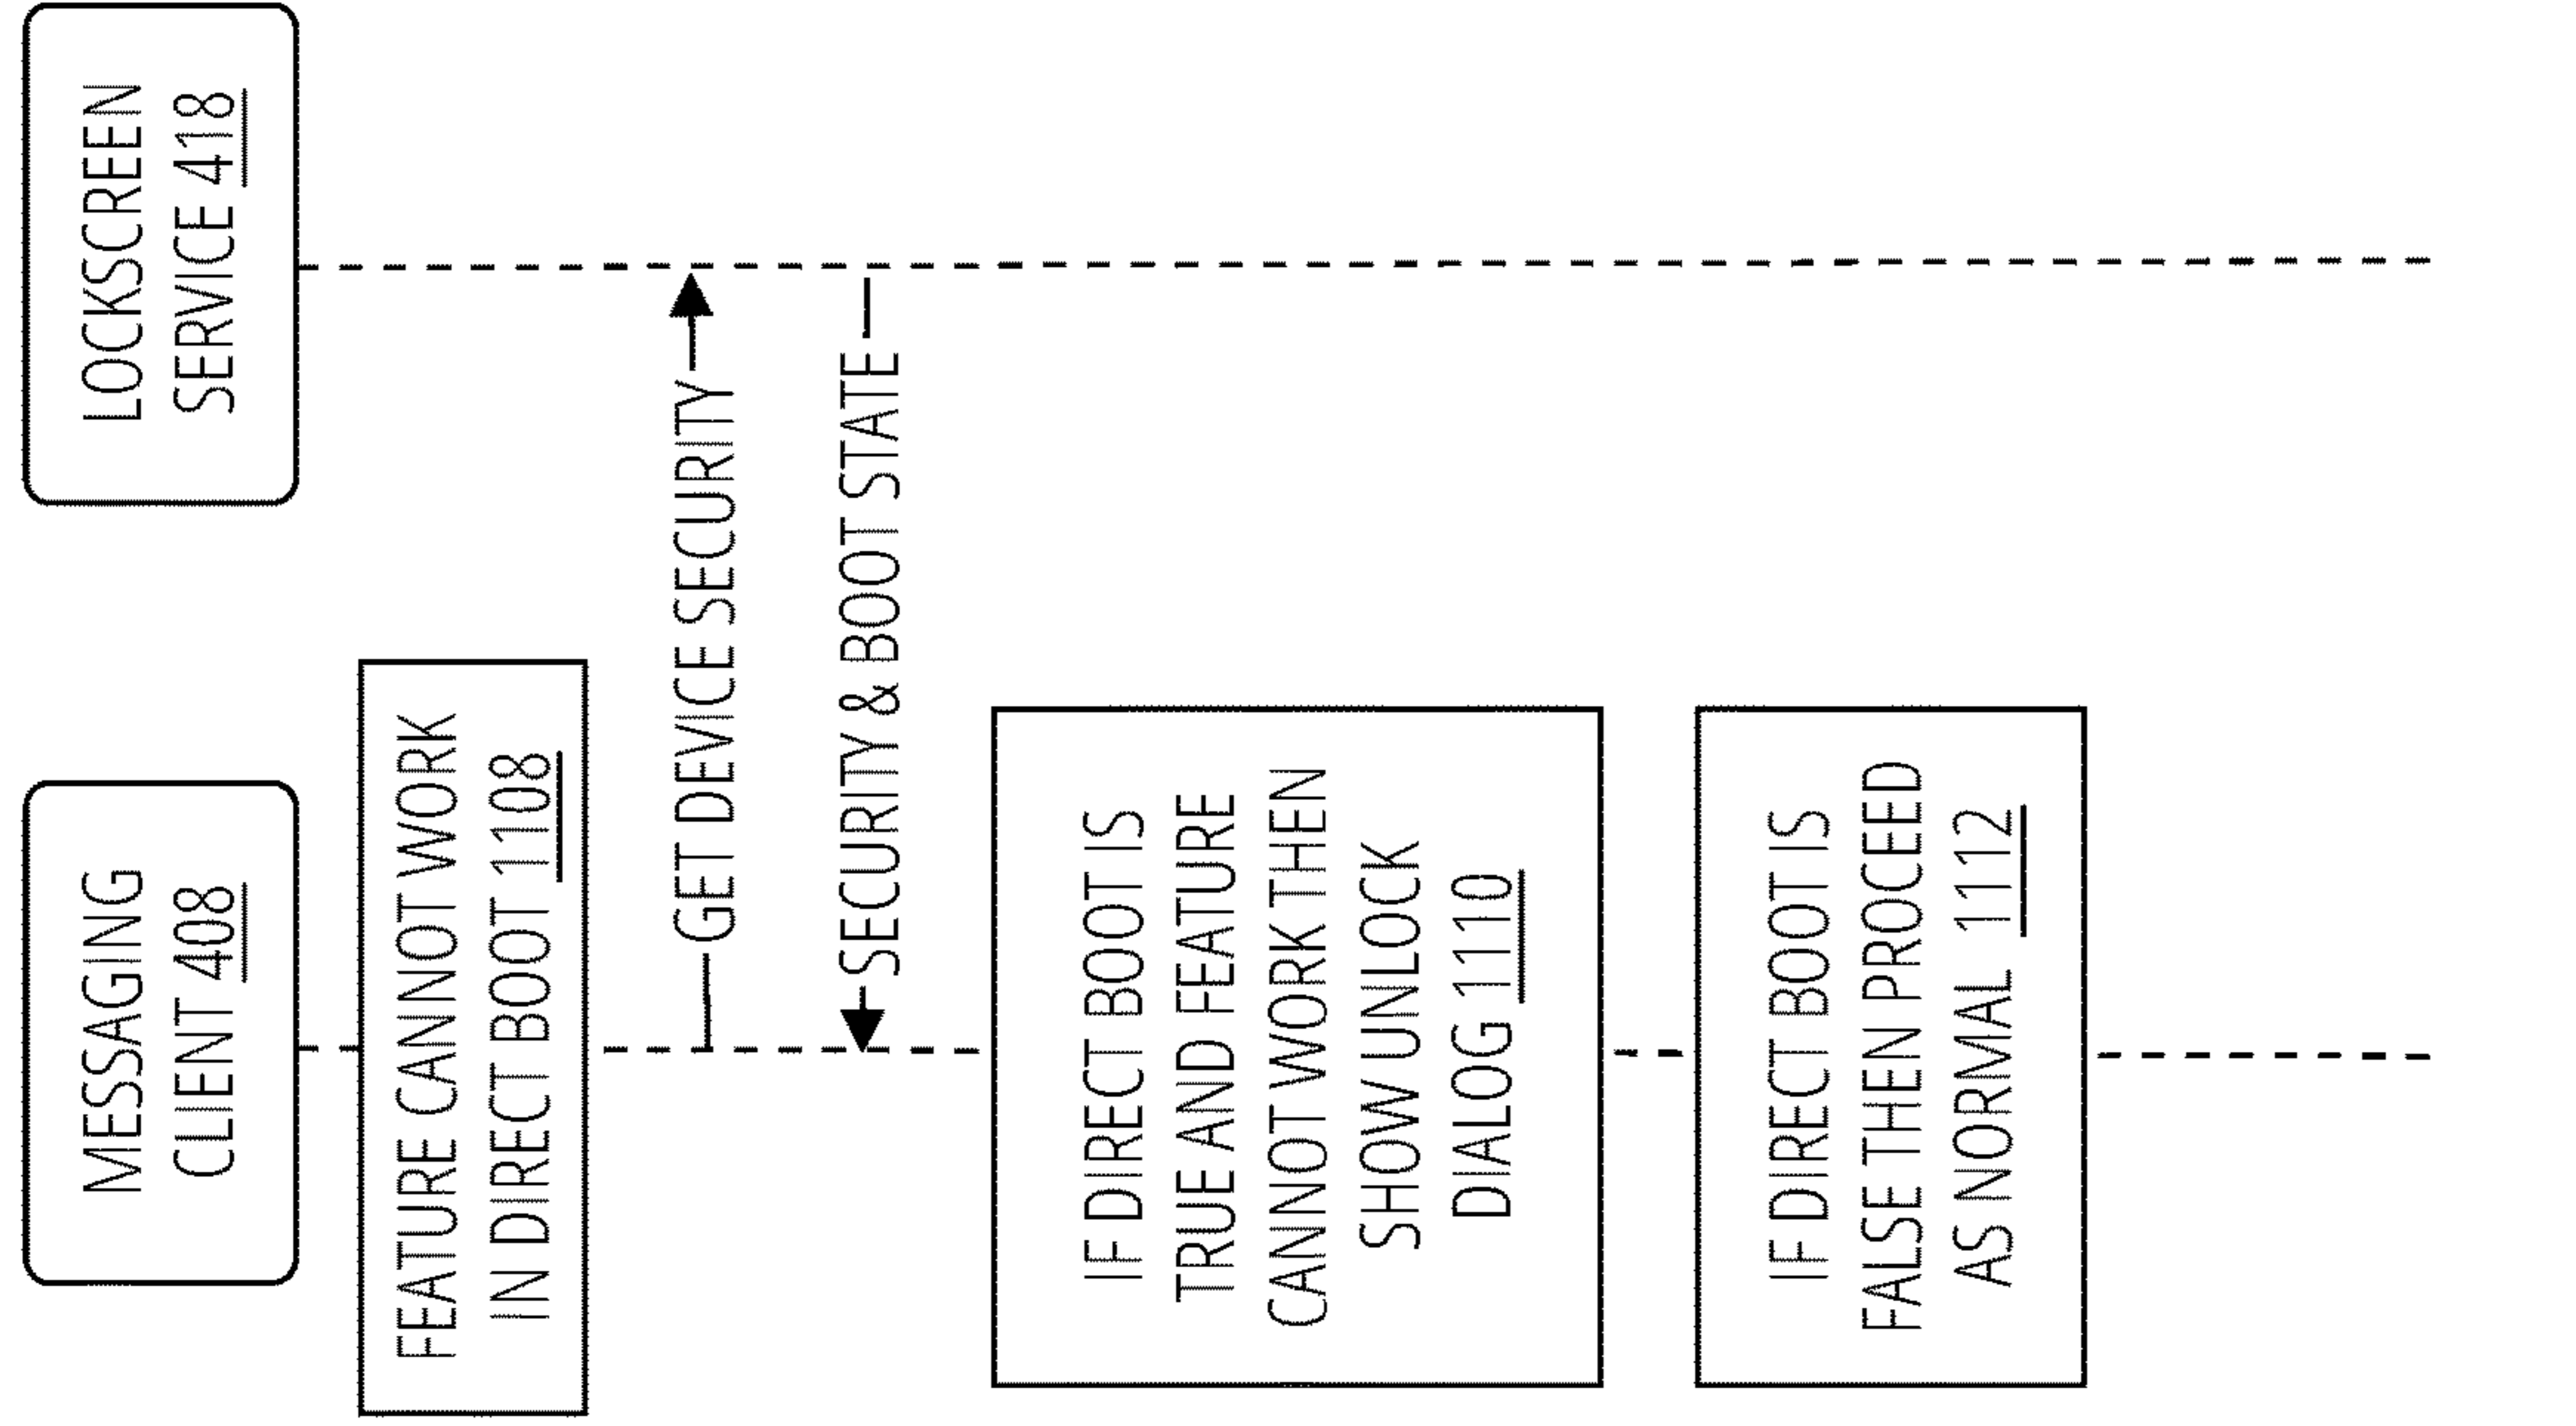 MESSAGING
CLIENT 408
LOCKSCREEN
SERVICE 418
FEATURE CANNOT WORK
IN DIRECT BOOT 1108
GET DEVICE SECURITY
SECURITY & BOOT STATE
IF DIRECT BOOT IS
TRUE AND FEATURE
CANNOT WORK THEN
SHOW UNLOCK
DIALOG 1110
IF DIRECT BOOT IS
FALSE THEN PROCEED
AS NORMAL 1112